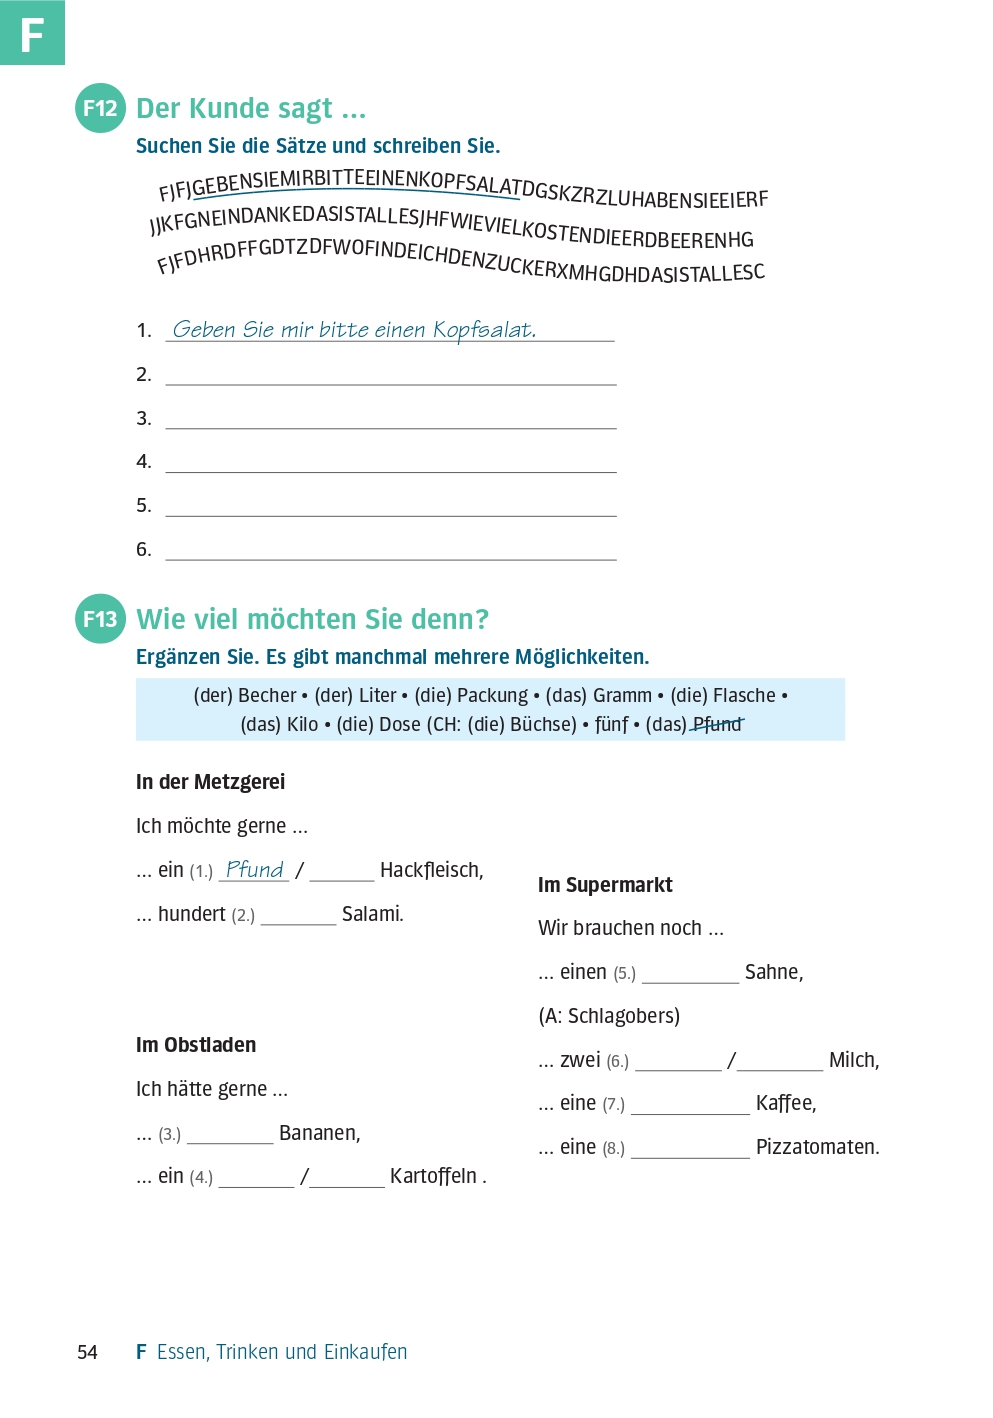 F
F12 Der Kunde sagt ...
Suchen Sie die Sätze und schreiben Sie.
FJFJGEBENSIEMIRBITTEEINENKOPFSALATDGSKZRZLUHABENSIEEIERF
JJKFGNEINDANKEDASISTALLESJHFWIEVIELKOSTENDIEERDBEERENHG
FJFDHRDFFGDTZDFWOFINDEICHDENZUCKERXMHGDHDASISTALLESC
1. Geben Sie mir bitte einen Kopfsalat.
2.
3.
4.
5.
6.
F13 Wie viel möchten Sie denn?
Ergänzen Sie. Es gibt manchmal mehrere Möglichkeiten.
(der) Becher • (der) Liter • (die) Packung • (das) Gramm • (die) Flasche •
(das) Kilo • (die) Dose (CH: (die) Büchse) • fünf • (das) Pfund
In der Metzgerei
Ich möchte gerne ...
... ein (1.) Pfund / ______ Hackfleisch,
... hundert (2.) ______ Salami.
Im Obstladen
Ich hätte gerne ...
... (3.) ______ Bananen,
... ein (4.) ______ /______ Kartoffeln .
Im Supermarkt
Wir brauchen noch ...
... einen (5.) ______ Sahne,
(A: Schlagobers)
... zwei (6.) ______ /______ Milch,
... eine (7.) ______ Kaffee,
... eine (8.) ______ Pizzatomaten.
54 F Essen, Trinken und Einkaufen